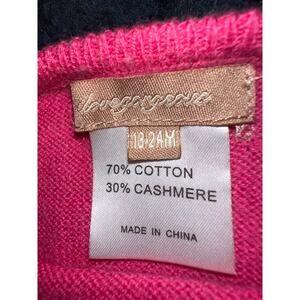 lovegorgeous
18-24M
70% COTTON
30% CASHMERE
MADE IN CHINA